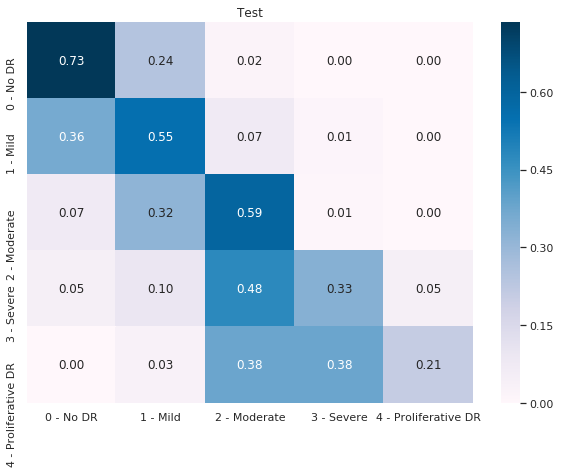 Test
0 - No DR
0.73 0.24 0.02 0.00 0.00
1 - Mild
0.36 0.55 0.07 0.01 0.00
2 - Moderate
0.07 0.32 0.59 0.01 0.00
3 - Severe
0.05 0.10 0.48 0.33 0.05
4 - Proliferative DR
0.00 0.03 0.38 0.38 0.21
0 - No DR 1 - Mild 2 - Moderate 3 - Severe 4 - Proliferative DR
0.60
0.45
0.30
0.15
0.00